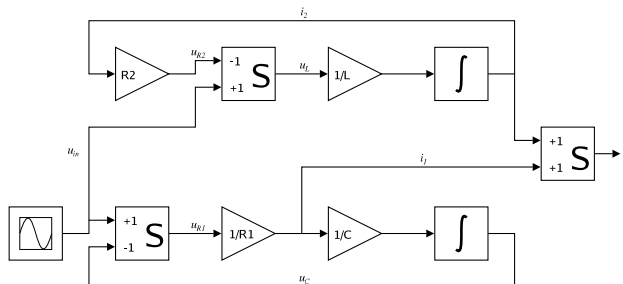 i2
R2
uR2
-1
+1
S
uL
1/L
∫
uin
+1
+1
S
i1
+1
-1
S
uR1
1/R1
1/C
∫
uC